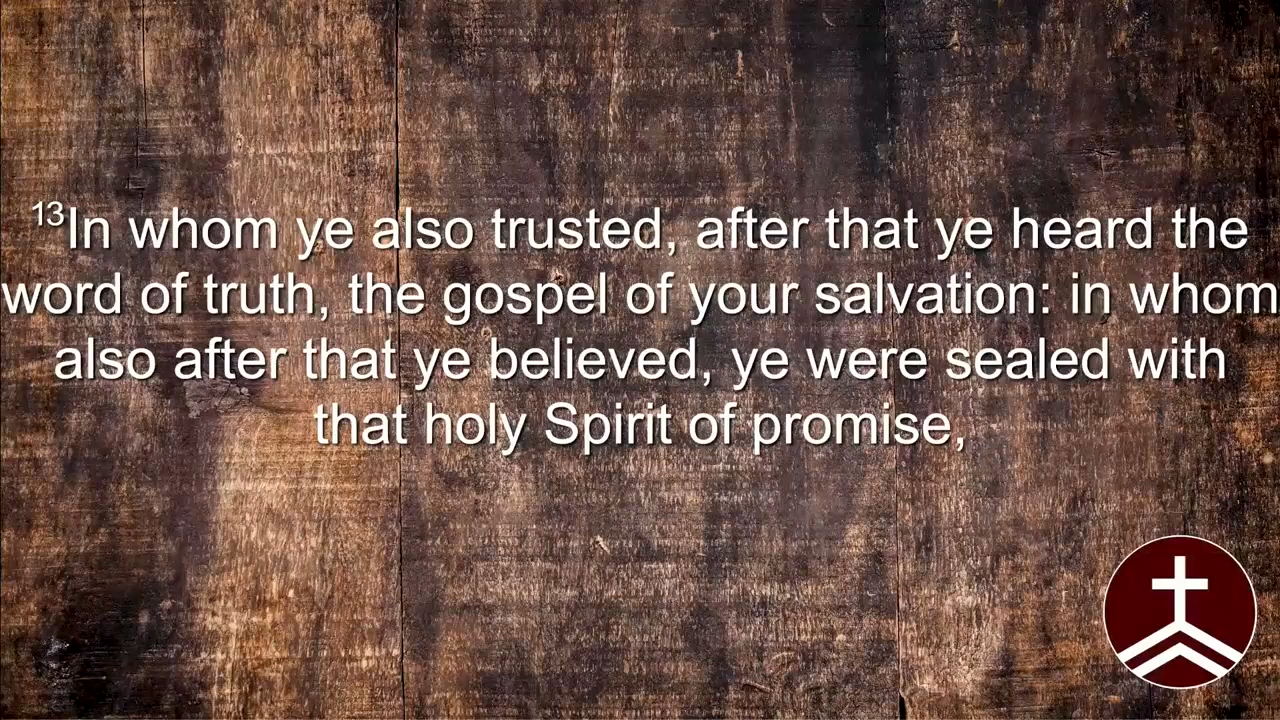 ¹³In whom ye also trusted, after that ye heard the
word of truth, the gospel of your salvation: in whom
also after that ye believed, ye were sealed with
that holy Spirit of promise,